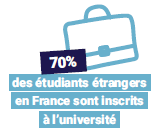 70%
des étudiants étrangers
en France sont inscrits
à l'université